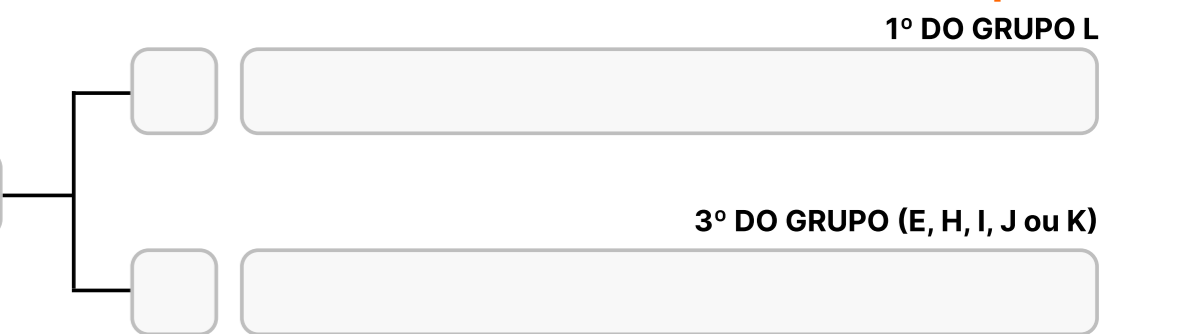 1º DO GRUPO L
3º DO GRUPO (E, H, I, J ou K)